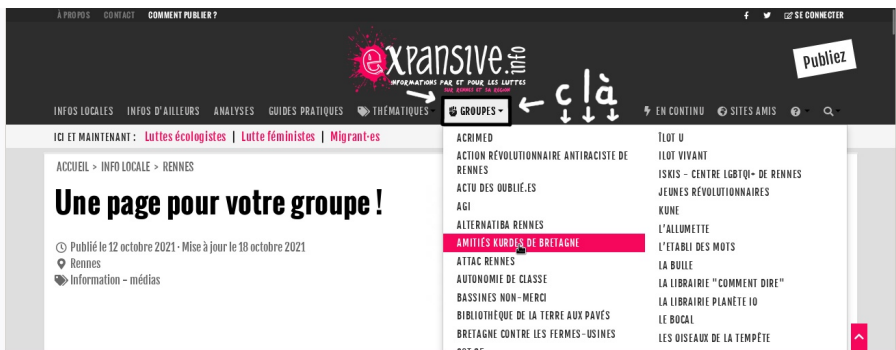 À PROPOS CONTACT COMMENT PUBLIER ? SE CONNECTER
eXpansive.info
INFORMATIONS PAR ET POUR LES LUTTES
SUR RENNES ET SA RÉGION
Publiez
c là
INFOS LOCALES INFOS D'AILLEURS ANALYSES GUIDES PRATIQUES THÉMATIQUES GROUPES EN CONTINU SITES AMIS
ICI ET MAINTENANT : Luttes écologistes | Lutte féministes | Migrant·es
ACCUEIL > INFO LOCALE > RENNES
Une page pour votre groupe !
Publié le 12 octobre 2021 · Mise à jour le 18 octobre 2021
Rennes
Information - médias
ACRIMED
ACTION RÉVOLUTIONNAIRE ANTIRACISTE DE
RENNES
ACTU DES OUBLIÉ.ES
AGI
ALTERNATIBA RENNES
AMITIÉS KURDES DE BRETAGNE
ATTAC RENNES
AUTONOMIE DE CLASSE
BASSINES NON-MERCI
BIBLIOTHÈQUE DE LA TERRE AUX PAVÉS
BRETAGNE CONTRE LES FERMES-USINES
ÎLOT U
ILOT VIVANT
ISKIS - CENTRE LGBTQI+ DE RENNES
JEUNES RÉVOLUTIONNAIRES
KUNE
L'ALLUMETTE
L'ETABLI DES MOTS
LA BULLE
LA LIBRAIRIE "COMMENT DIRE"
LA LIBRAIRIE PLANÈTE IO
LE BOCAL
LES OISEAUX DE LA TEMPÊTE